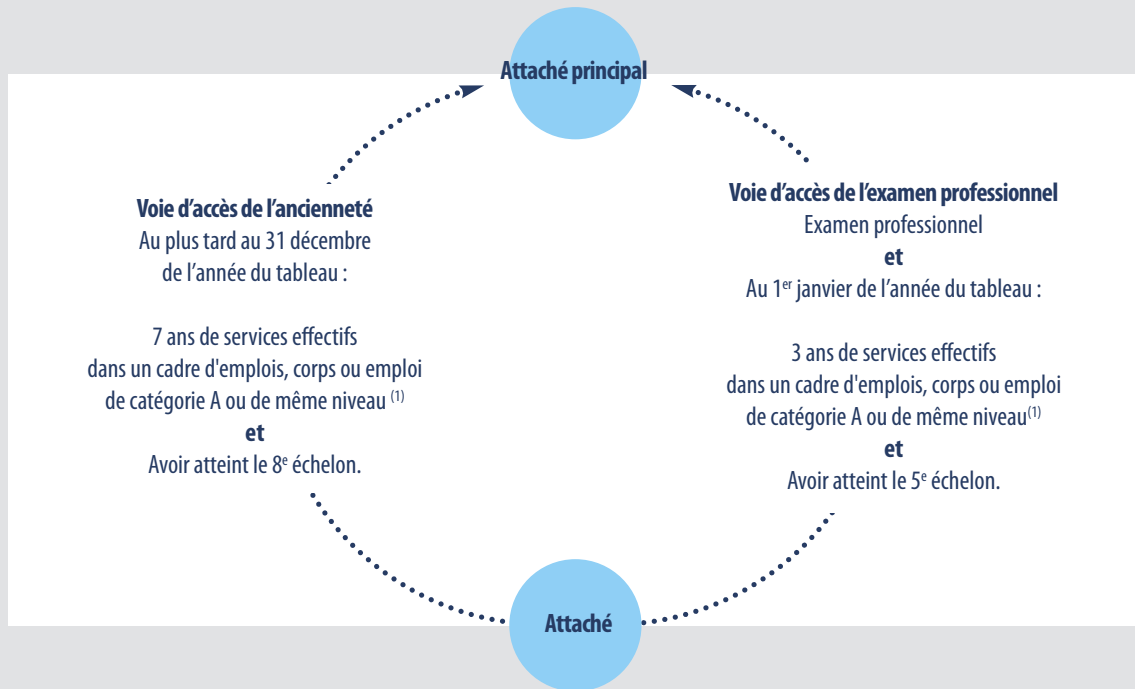 Attaché principal
Voie d'accès de l'ancienneté
Au plus tard au 31 décembre
de l'année du tableau :
7 ans de services effectifs
dans un cadre d'emplois, corps ou emploi
de catégorie A ou de même niveau (1)
et
Avoir atteint le 8e échelon.
Voie d'accès de l'examen professionnel
Examen professionnel
et
Au 1er janvier de l'année du tableau :
3 ans de services effectifs
dans un cadre d'emplois, corps ou emploi
de catégorie A ou de même niveau(1)
et
Avoir atteint le 5e échelon.
Attaché